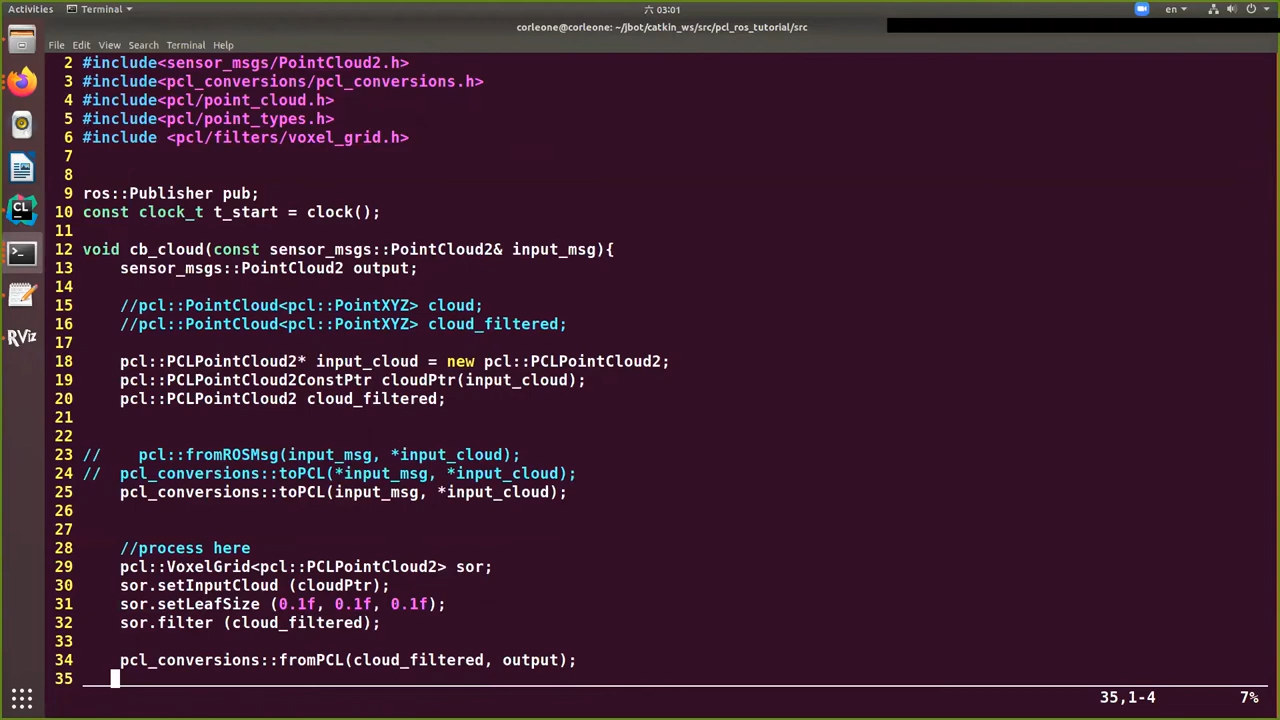 Activities Terminal 六 03:01 en
corleone@corleone: ~/jbot/catkin_ws/src/pcl_ros_tutorial/src
File Edit View Search Terminal Help
2 #include<sensor_msgs/PointCloud2.h>
3 #include<pcl_conversions/pcl_conversions.h>
4 #include<pcl/point_cloud.h>
5 #include<pcl/point_types.h>
6 #include <pcl/filters/voxel_grid.h>
7
8
9 ros::Publisher pub;
10 const clock_t t_start = clock();
11
12 void cb_cloud(const sensor_msgs::PointCloud2& input_msg){
13     sensor_msgs::PointCloud2 output;
14
15     //pcl::PointCloud<pcl::PointXYZ> cloud;
16     //pcl::PointCloud<pcl::PointXYZ> cloud_filtered;
17
18     pcl::PCLPointCloud2* input_cloud = new pcl::PCLPointCloud2;
19     pcl::PCLPointCloud2ConstPtr cloudPtr(input_cloud);
20     pcl::PCLPointCloud2 cloud_filtered;
21
22
23 //    pcl::fromROSMsg(input_msg, *input_cloud);
24 //  pcl_conversions::toPCL(*input_msg, *input_cloud);
25     pcl_conversions::toPCL(input_msg, *input_cloud);
26
27
28     //process here
29     pcl::VoxelGrid<pcl::PCLPointCloud2> sor;
30     sor.setInputCloud (cloudPtr);
31     sor.setLeafSize (0.1f, 0.1f, 0.1f);
32     sor.filter (cloud_filtered);
33
34     pcl_conversions::fromPCL(cloud_filtered, output);
35
35,1-4 7%
CL
>_
RViz